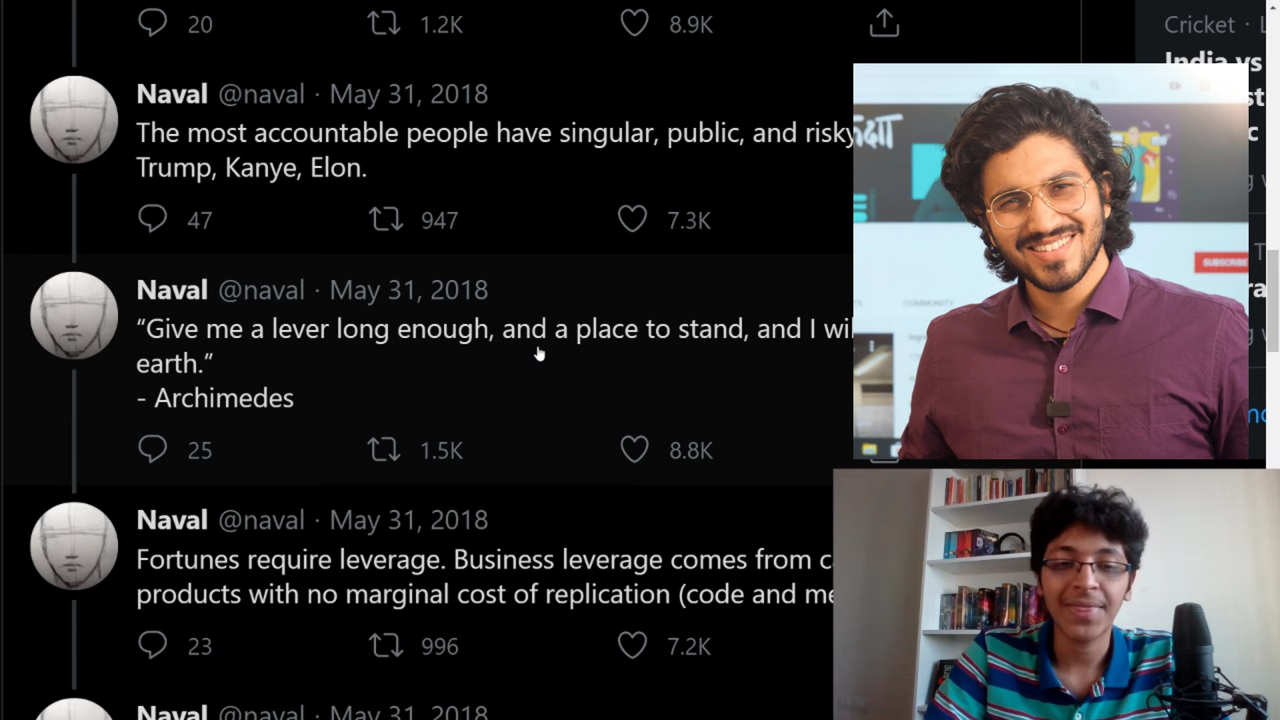 20 1.2K 8.9K
Cricket ·
India vs
Naval @naval · May 31, 2018
The most accountable people have singular, public, and risky
Trump, Kanye, Elon.
47 947 7.3K
SUBSCRIBE
Naval @naval · May 31, 2018
“Give me a lever long enough, and a place to stand, and I wil
earth.”
- Archimedes
COMMUNITY
25 1.5K 8.8K
Naval @naval · May 31, 2018
Fortunes require leverage. Business leverage comes from c
products with no marginal cost of replication (code and me
23 996 7.2K
Naval @naval · May 31, 2018